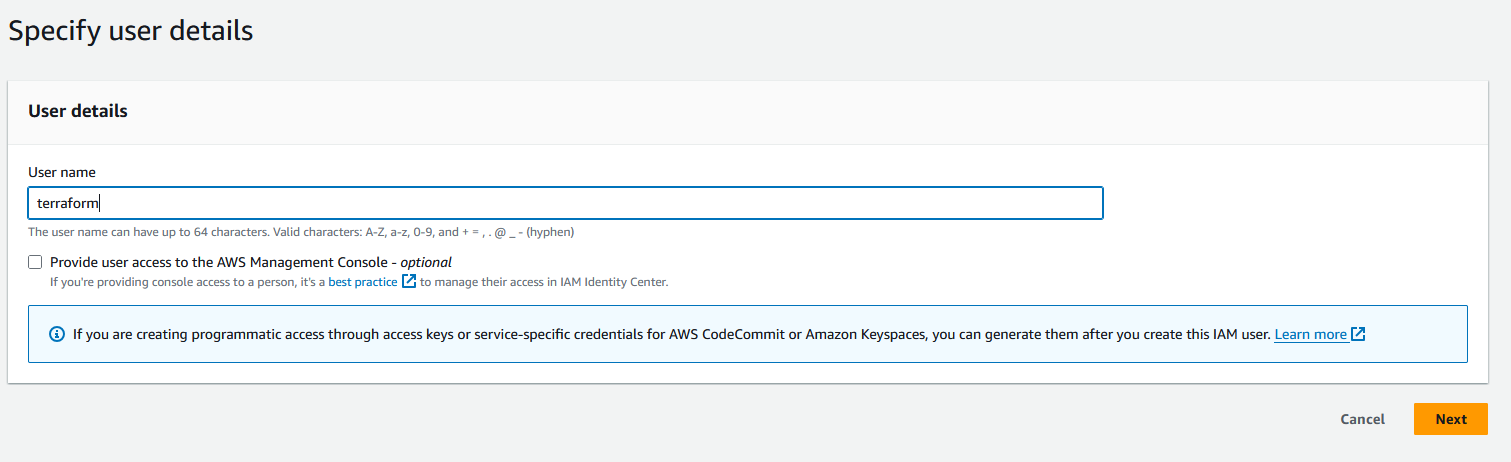 Specify user details
User details
User name
terraform
The user name can have up to 64 characters. Valid characters: A-Z, a-z, 0-9, and + = , . @ _ - (hyphen)
Provide user access to the AWS Management Console - optional
If you're providing console access to a person, it's a best practice to manage their access in IAM Identity Center.
If you are creating programmatic access through access keys or service-specific credentials for AWS CodeCommit or Amazon Keyspaces, you can generate them after you create this IAM user. Learn more
Cancel Next